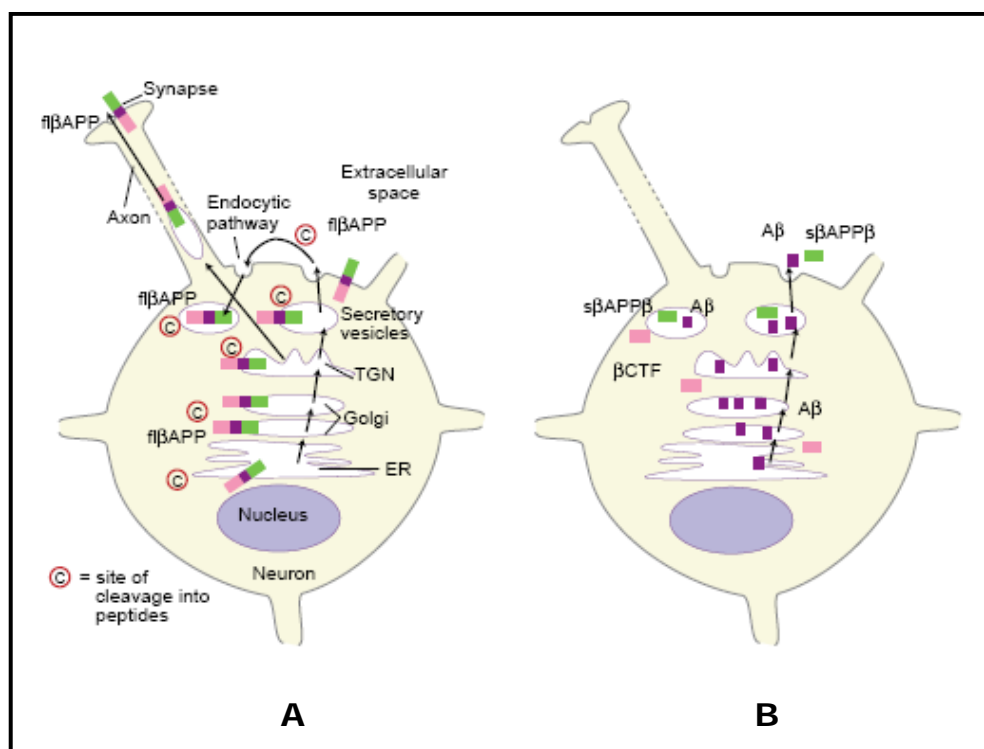 Synapse
flβAPP
Axon
Endocytic
pathway
Extracellular
space
C
flβAPP
flβAPP
C
C
Secretory
vesicles
C
TGN
C
Golgi
flβAPP
C
ER
Nucleus
Neuron
C = site of
cleavage into
peptides
A
Aβ
sβAPPβ
sβAPPβ
Aβ
βCTF
Aβ
B